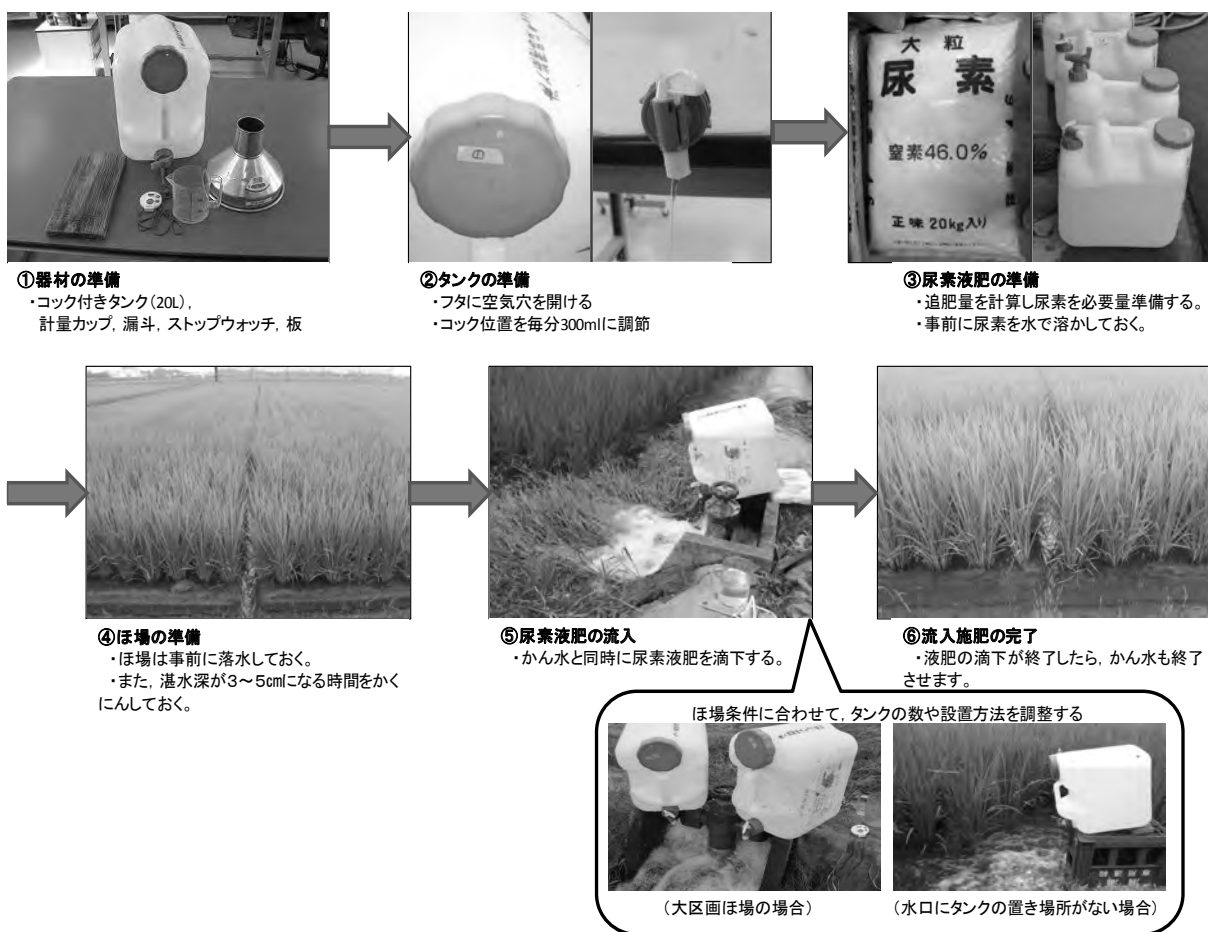 大粒
尿素
窒素46.0%
正味 20kg入り
①器材の準備
・コック付きタンク(20L),
計量カップ, 漏斗, ストップウォッチ, 板
②タンクの準備
・フタに空気穴を開ける
・コック位置を毎分300mlに調節
③尿素液肥の準備
・追肥量を計算し尿素を必要量準備する。
・事前に尿素を水で溶かしておく。
④ほ場の準備
・ほ場は事前に落水しておく。
・また, 湛水深が3~5㎝になる時間をかく
にんしておく。
⑤尿素液肥の流入
・かん水と同時に尿素液肥を滴下する。
⑥流入施肥の完了
・液肥の滴下が終了したら, かん水も終了
させます。
ほ場条件に合わせて, タンクの数や設置方法を調整する
(大区画ほ場の場合)
(水口にタンクの置き場所がない場合)